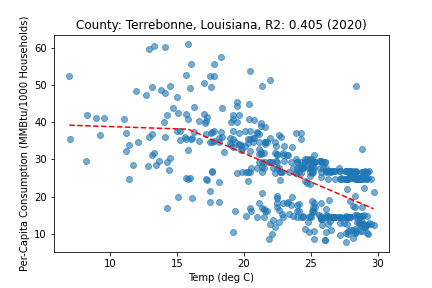 County: Terrebonne, Louisiana, R2: 0.405 (2020)
Per-Capita Consumption (MMBtu/1000 Households)
60
50
40
30
20
10
10 15 20 25 30
Temp (deg C)